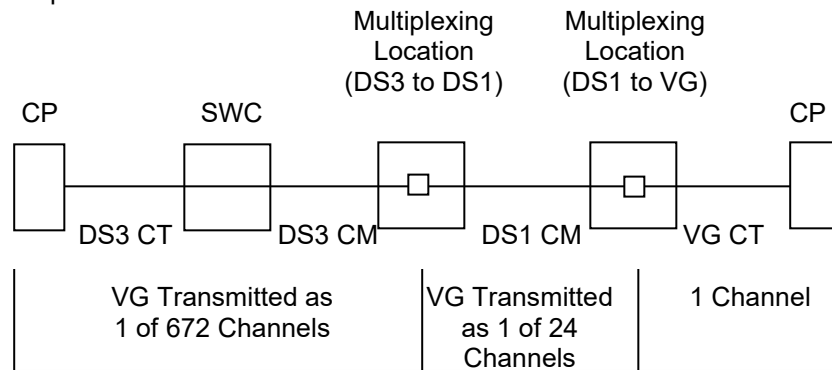 Multiplexing
Location
(DS3 to DS1)
Multiplexing
Location
(DS1 to VG)
CP
SWC
CP
DS3 CT
DS3 CM
DS1 CM
VG CT
VG Transmitted as
1 of 672 Channels
VG Transmitted
as 1 of 24
Channels
1 Channel